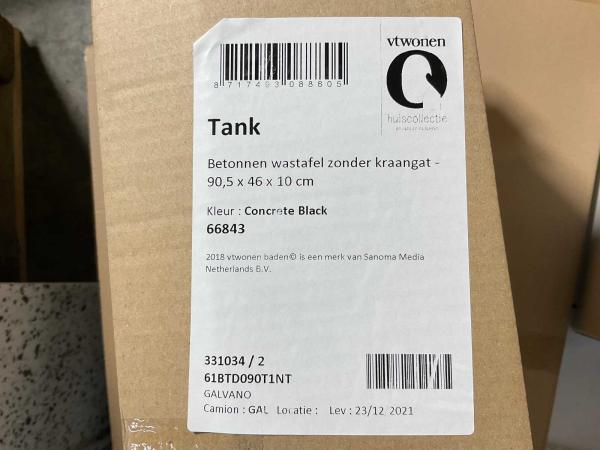 vtwonen
huiscollectie
8 717493 088605
Tank
Betonnen wastafel zonder kraangat -
90,5 x 46 x 10 cm
Kleur : Concrete Black
66843
2018 vtwonen baden© is een merk van Sanoma Media
Netherlands B.V.
331034 / 2
61BTD090T1NT
GALVANO
Camion : GAL Locatie : Lev : 23/12 2021